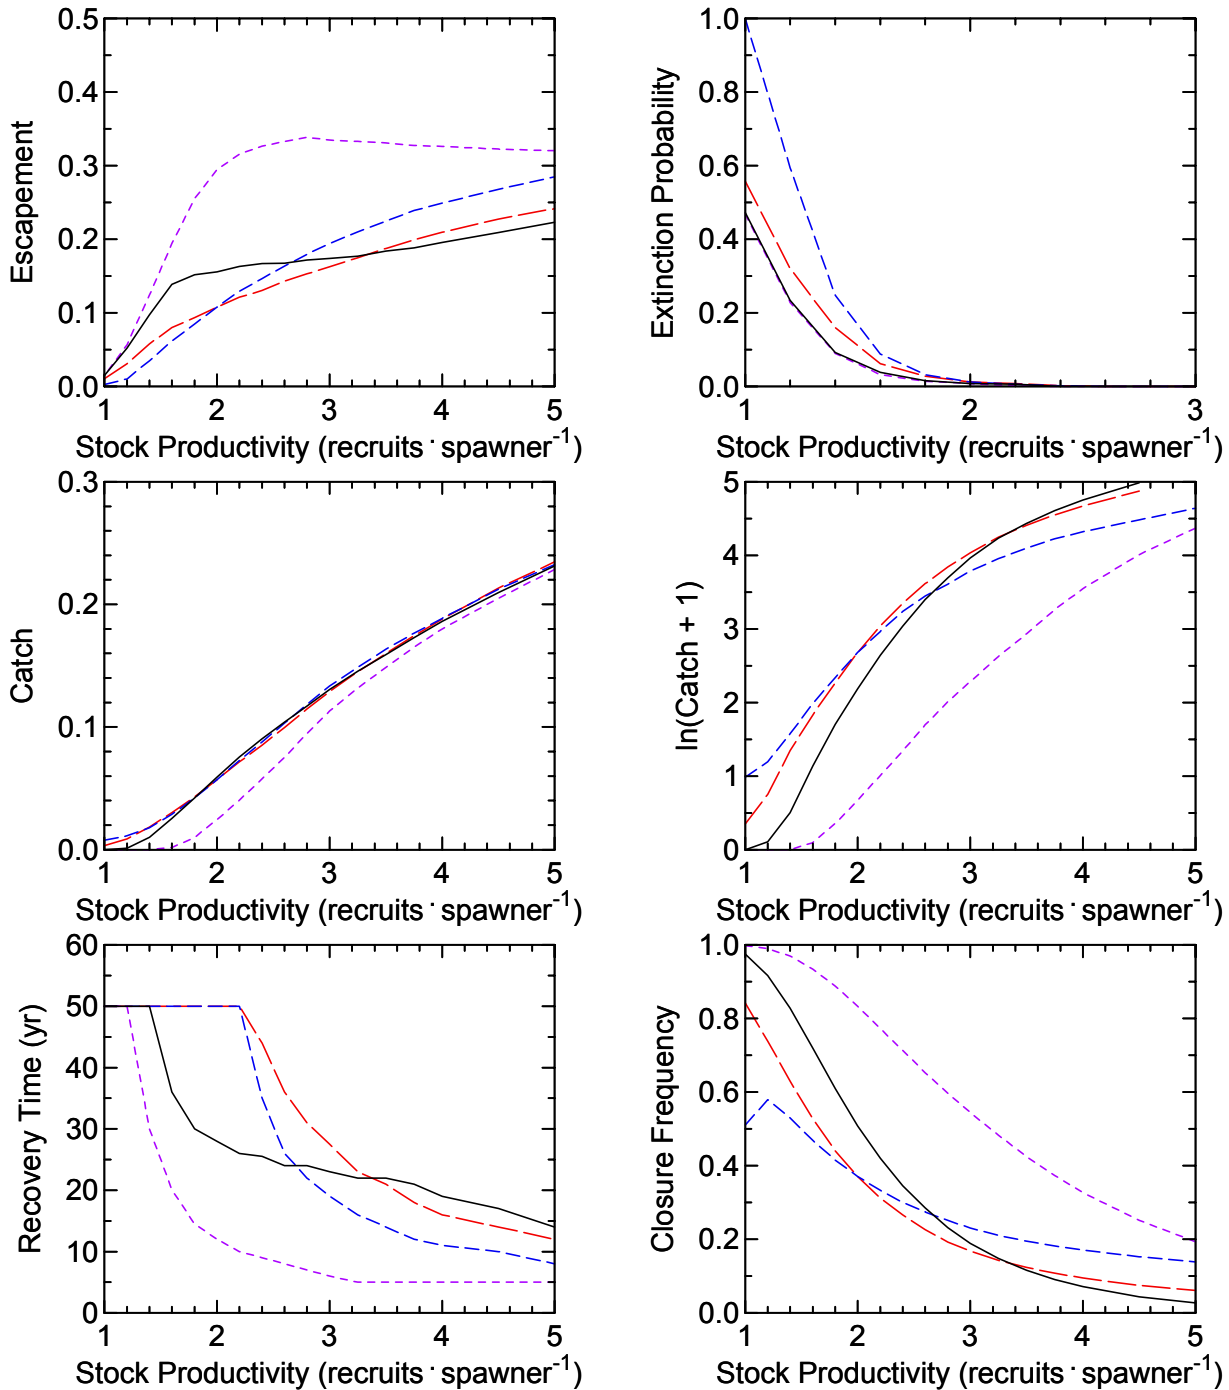 0.5
0.4
0.3
0.2
0.1
0.0
Escapement
1 2 3 4 5
Stock Productivity (recruits·spawner⁻¹)
1.0
0.8
0.6
0.4
0.2
0.0
Extinction Probability
1 2 3
Stock Productivity (recruits·spawner⁻¹)
0.3
0.2
0.1
0.0
Catch
1 2 3 4 5
Stock Productivity (recruits·spawner⁻¹)
5
4
3
2
1
0
ln(Catch + 1)
1 2 3 4 5
Stock Productivity (recruits·spawner⁻¹)
60
50
40
30
20
10
0
Recovery Time (yr)
1 2 3 4 5
Stock Productivity (recruits·spawner⁻¹)
1.0
0.8
0.6
0.4
0.2
0.0
Closure Frequency
1 2 3 4 5
Stock Productivity (recruits·spawner⁻¹)